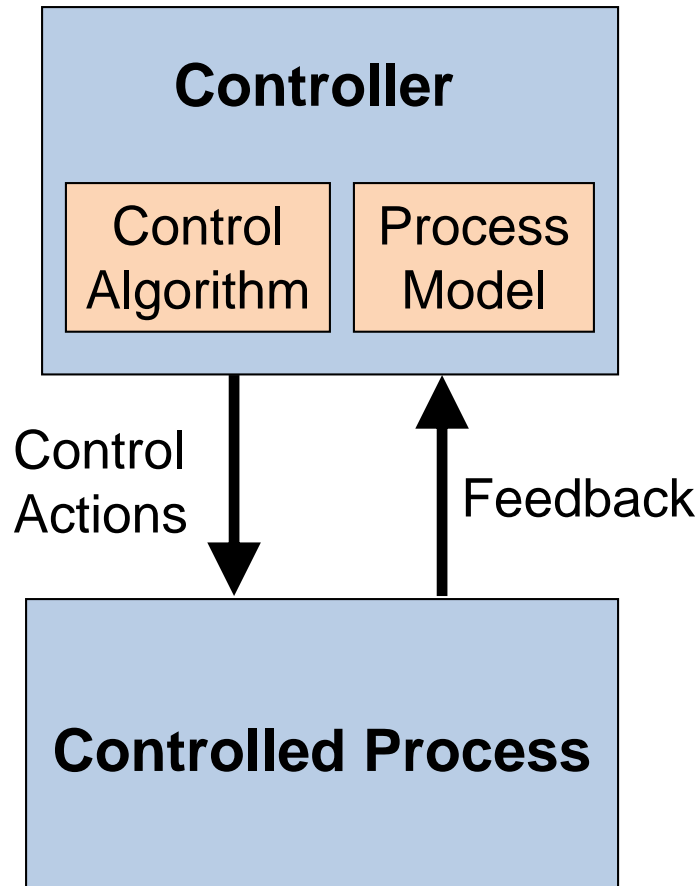 Controller
Control
Algorithm
Process
Model
Control
Actions
Feedback
Controlled Process